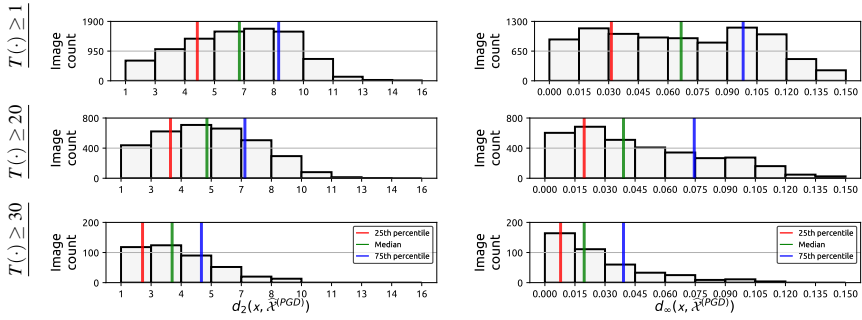 T(·) ≥ 1
Image count
1900
950
0
1 3 4 5 7 8 10 11 13 14 16
Image count
1300
650
0
0.000 0.015 0.030 0.045 0.060 0.075 0.090 0.105 0.120 0.135 0.150
T(·) ≥ 20
Image count
800
400
0
1 3 4 5 7 8 10 11 13 14 16
Image count
800
400
0
0.000 0.015 0.030 0.045 0.060 0.075 0.090 0.105 0.120 0.135 0.150
T(·) ≥ 30
Image count
200
100
0
25th percentile
Median
75th percentile
1 3 4 5 7 8 10 11 13 14 16
d₂(x, x̃^(PGD))
Image count
200
100
0
25th percentile
Median
75th percentile
0.000 0.015 0.030 0.045 0.060 0.075 0.090 0.105 0.120 0.135 0.150
d∞(x, x̃^(PGD))